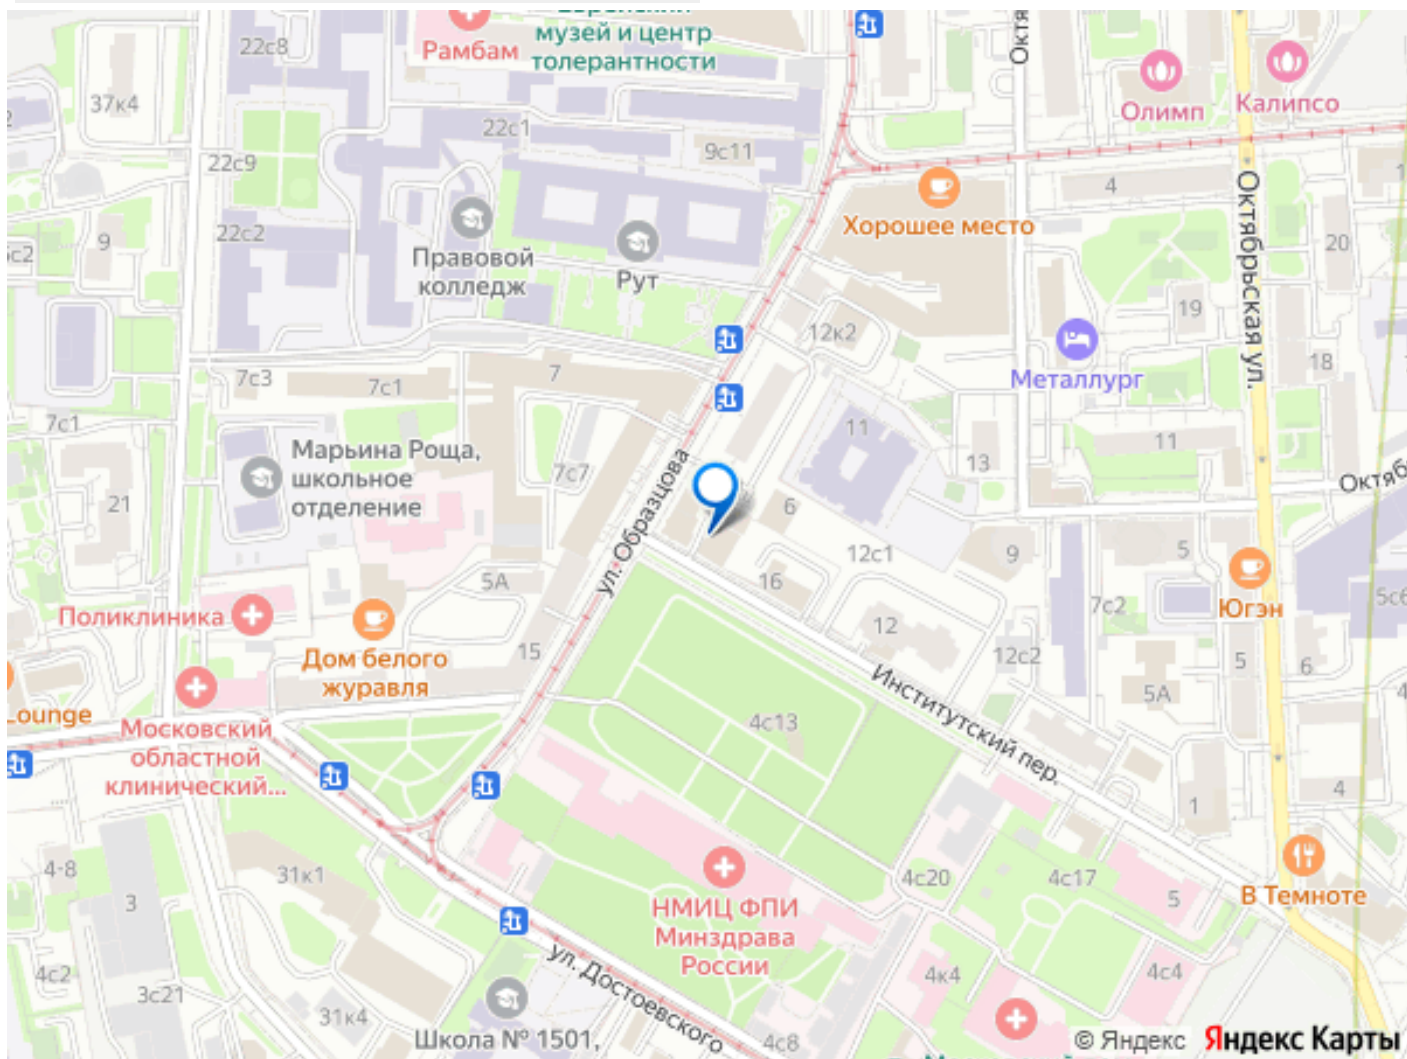 музей и центр
толерантности
Рамбам
22с8
37к4
22с1
9с11
22с9
22с2
9
Олимп
Калипсо
4
Хорошее место
Октябрьская ул.
20
Правовой
колледж
Рут
19
12к2
Металлург
18
7с3
7с1
7
7с1
Марьина Роща,
школьное
отделение
7с7
21
ул. Образцова
11
13
11
6
12с1
9
5
16
5А
Поликлиника
Дом белого
журавля
15
12
12с2
7с2
Югэн
5
6
5А
Lounge
Московский
областной
клинический...
Институтский пер.
4с13
4
1
4-8
3
31к1
4с20
4с17
5
В Темноте
НМИЦ ФПИ
Минздрава
России
4с2
3с21
31к4
4к4
4с4
ул. Достоевского
Школа № 1501,
4с8
© Яндекс Яндекс Карты